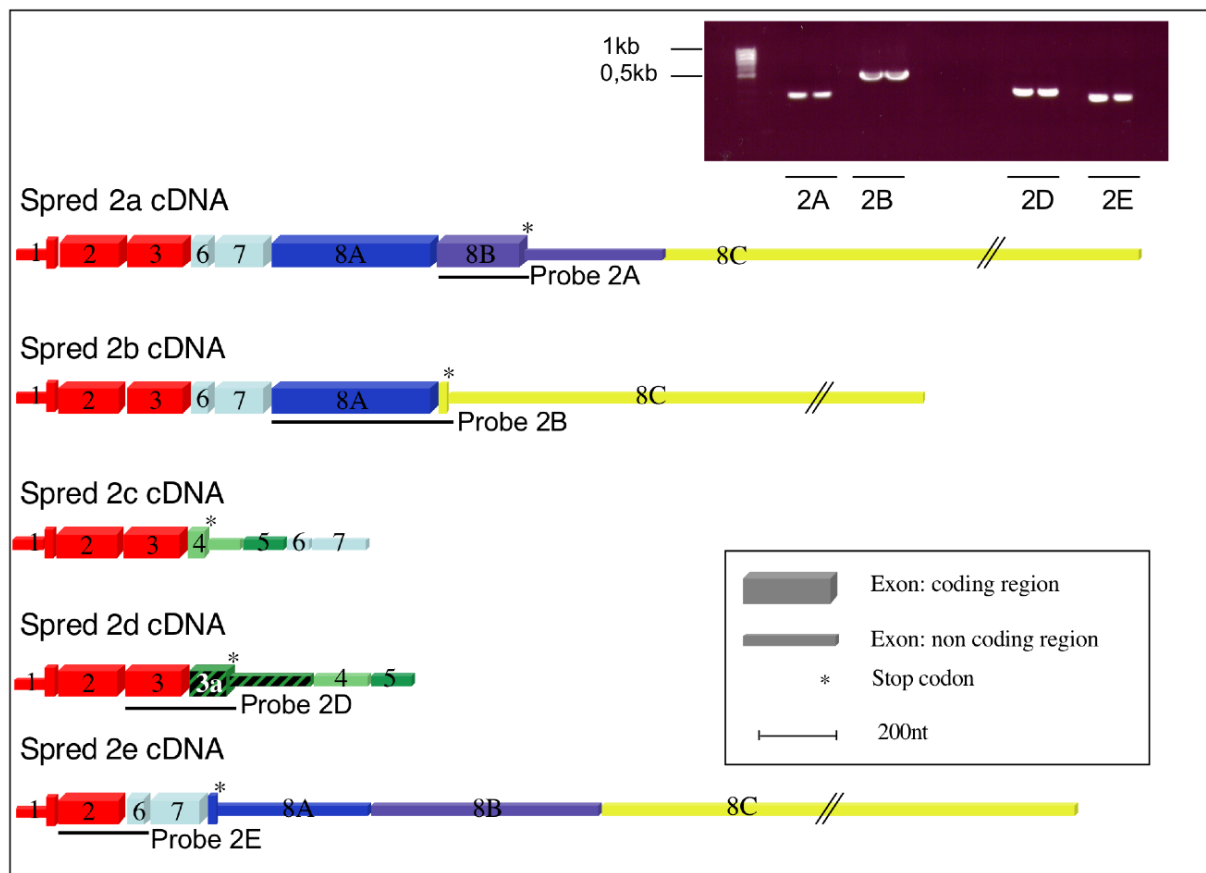 1kb
0,5kb
2A 2B 2D 2E
Spred 2a cDNA
*
1 2 3 6 7 8A 8B 8C
Probe 2A
Spred 2b cDNA
*
1 2 3 6 7 8A 8C
Probe 2B
Spred 2c cDNA
*
1 2 3 4 5 6 7
Spred 2d cDNA
*
1 2 3 3a 4 5
Probe 2D
Spred 2e cDNA
*
1 2 6 7 8A 8B 8C
Probe 2E
Exon: coding region
Exon: non coding region
* Stop codon
200nt